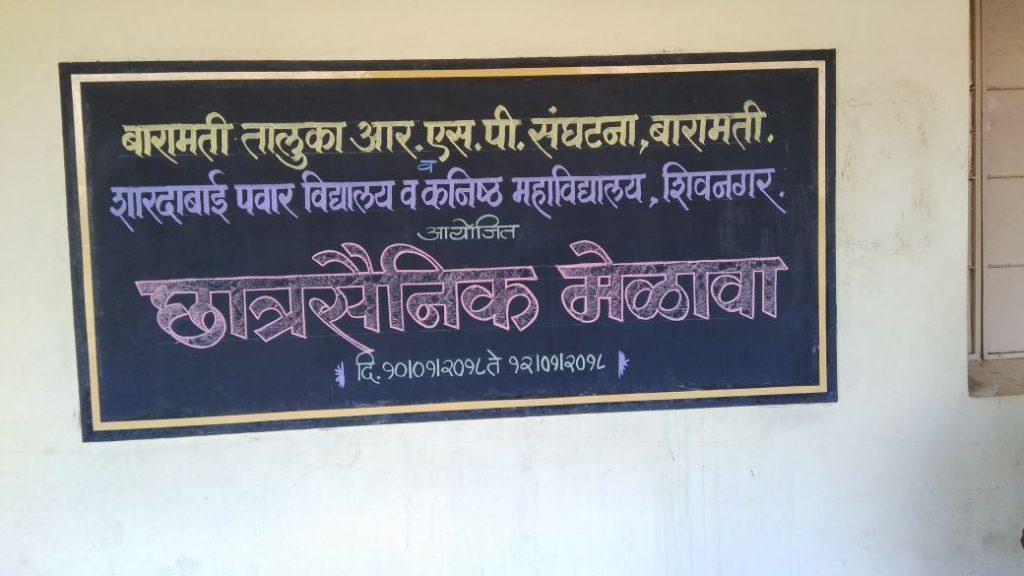 बारामती तालुका आर.एस.पी. संघटना, बारामती.
व
शारदाबाई पवार विद्यालय व कनिष्ठ महाविद्यालय, शिवनगर.
आयोजित
छात्रसैनिक मेळावा
दि. १०/०१/२०१८ ते १२/०१/२०१८